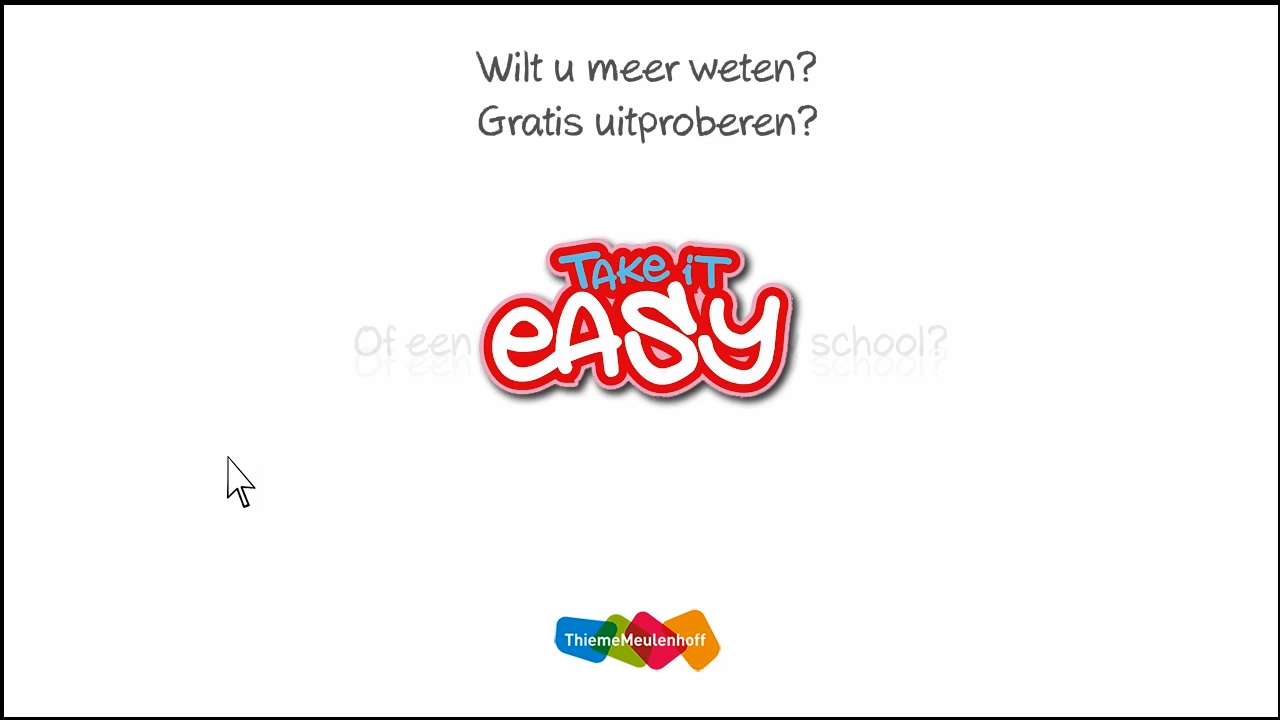 Wilt u meer weten?
Gratis uitproberen?
TAKE iT
Of een eASy school?
ThiemeMeulenhoff